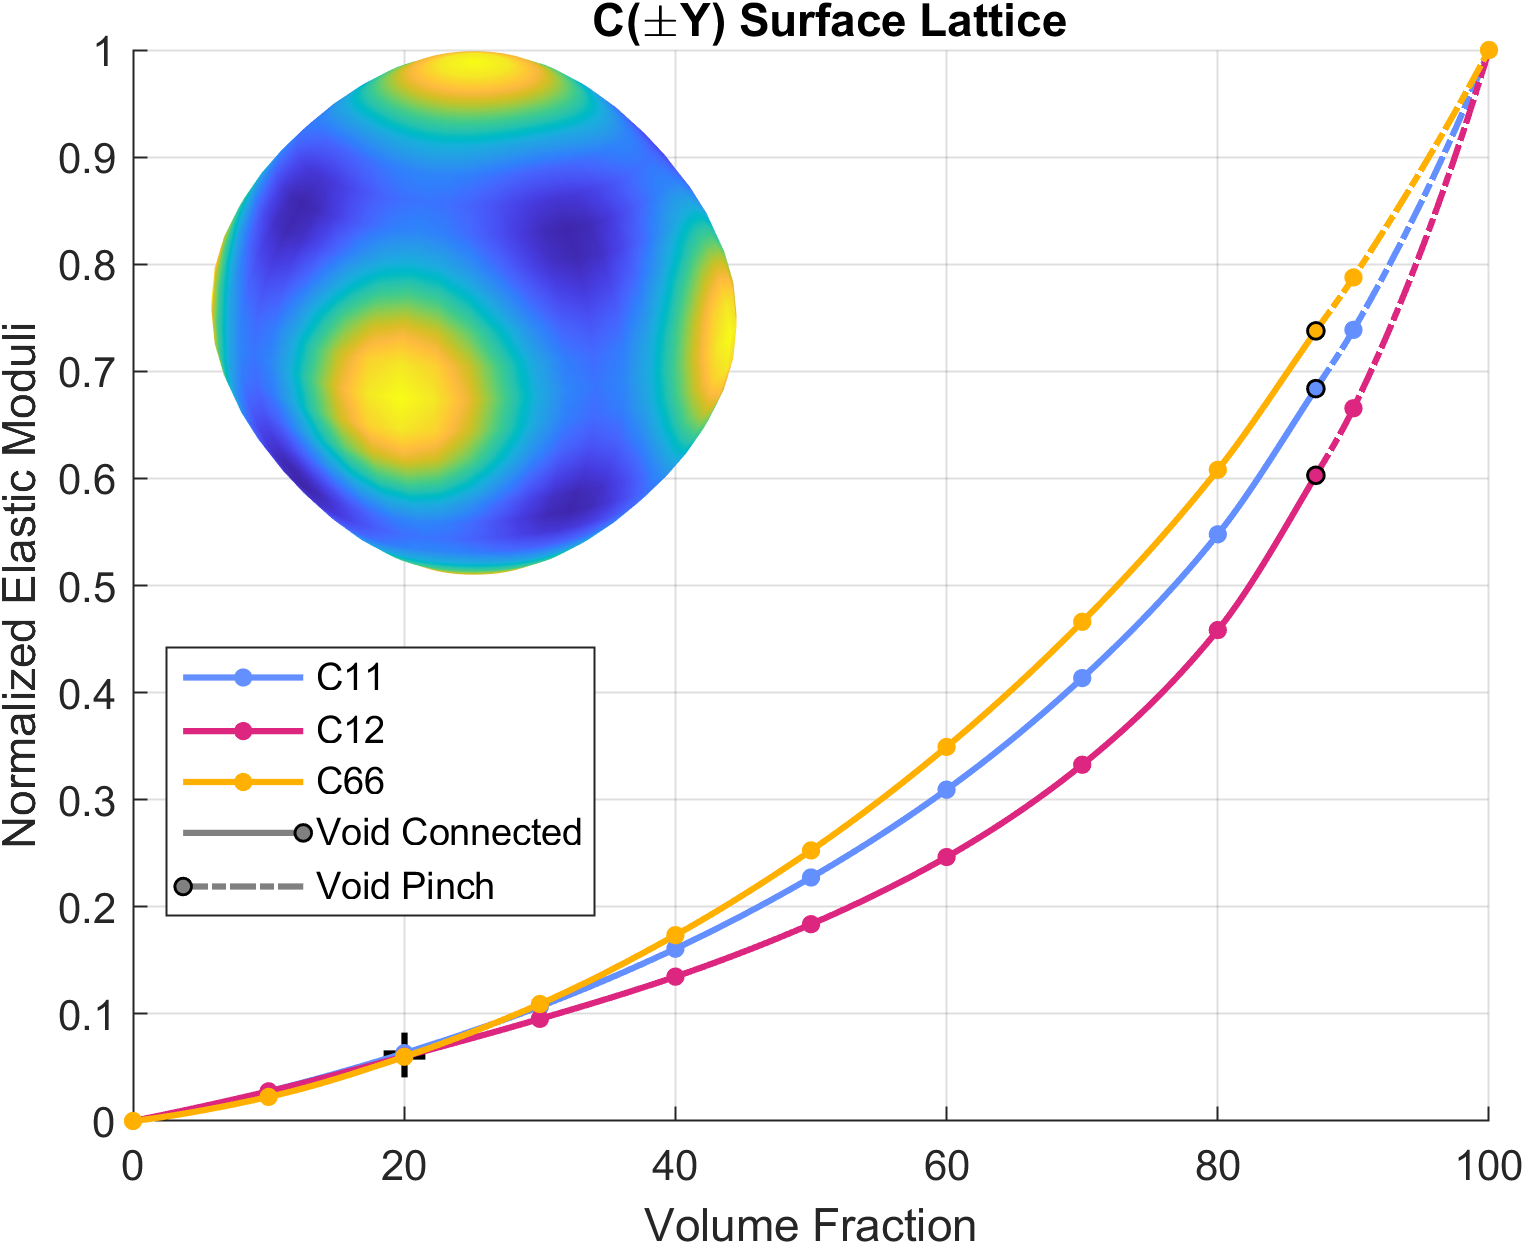 C(±Y) Surface Lattice
1
0.9
0.8
0.7
0.6
0.5
0.4
0.3
0.2
0.1
0
Normalized Elastic Moduli
C11
C12
C66
Void Connected
Void Pinch
0 20 40 60 80 100
Volume Fraction